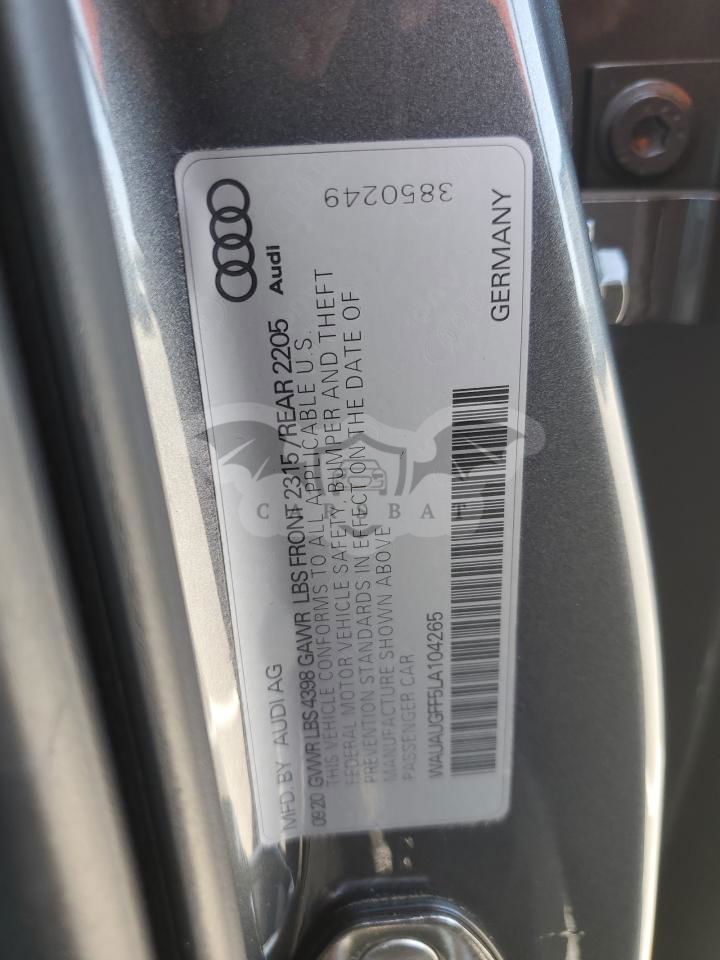 Audi
3850249
MFD BY AUDI AG
0920 GVWR LBS 4398 GAWR LBS FRONT 2315 /REAR 2205
THIS VEHICLE CONFORMS TO ALL APPLICABLE U.S.
FEDERAL MOTOR VEHICLE SAFETY, BUMPER AND THEFT
PREVENTION STANDARDS IN EFFECT ON THE DATE OF
MANUFACTURE SHOWN ABOVE
PASSENGER CAR
WAUAUGFF5LA104265
GERMANY